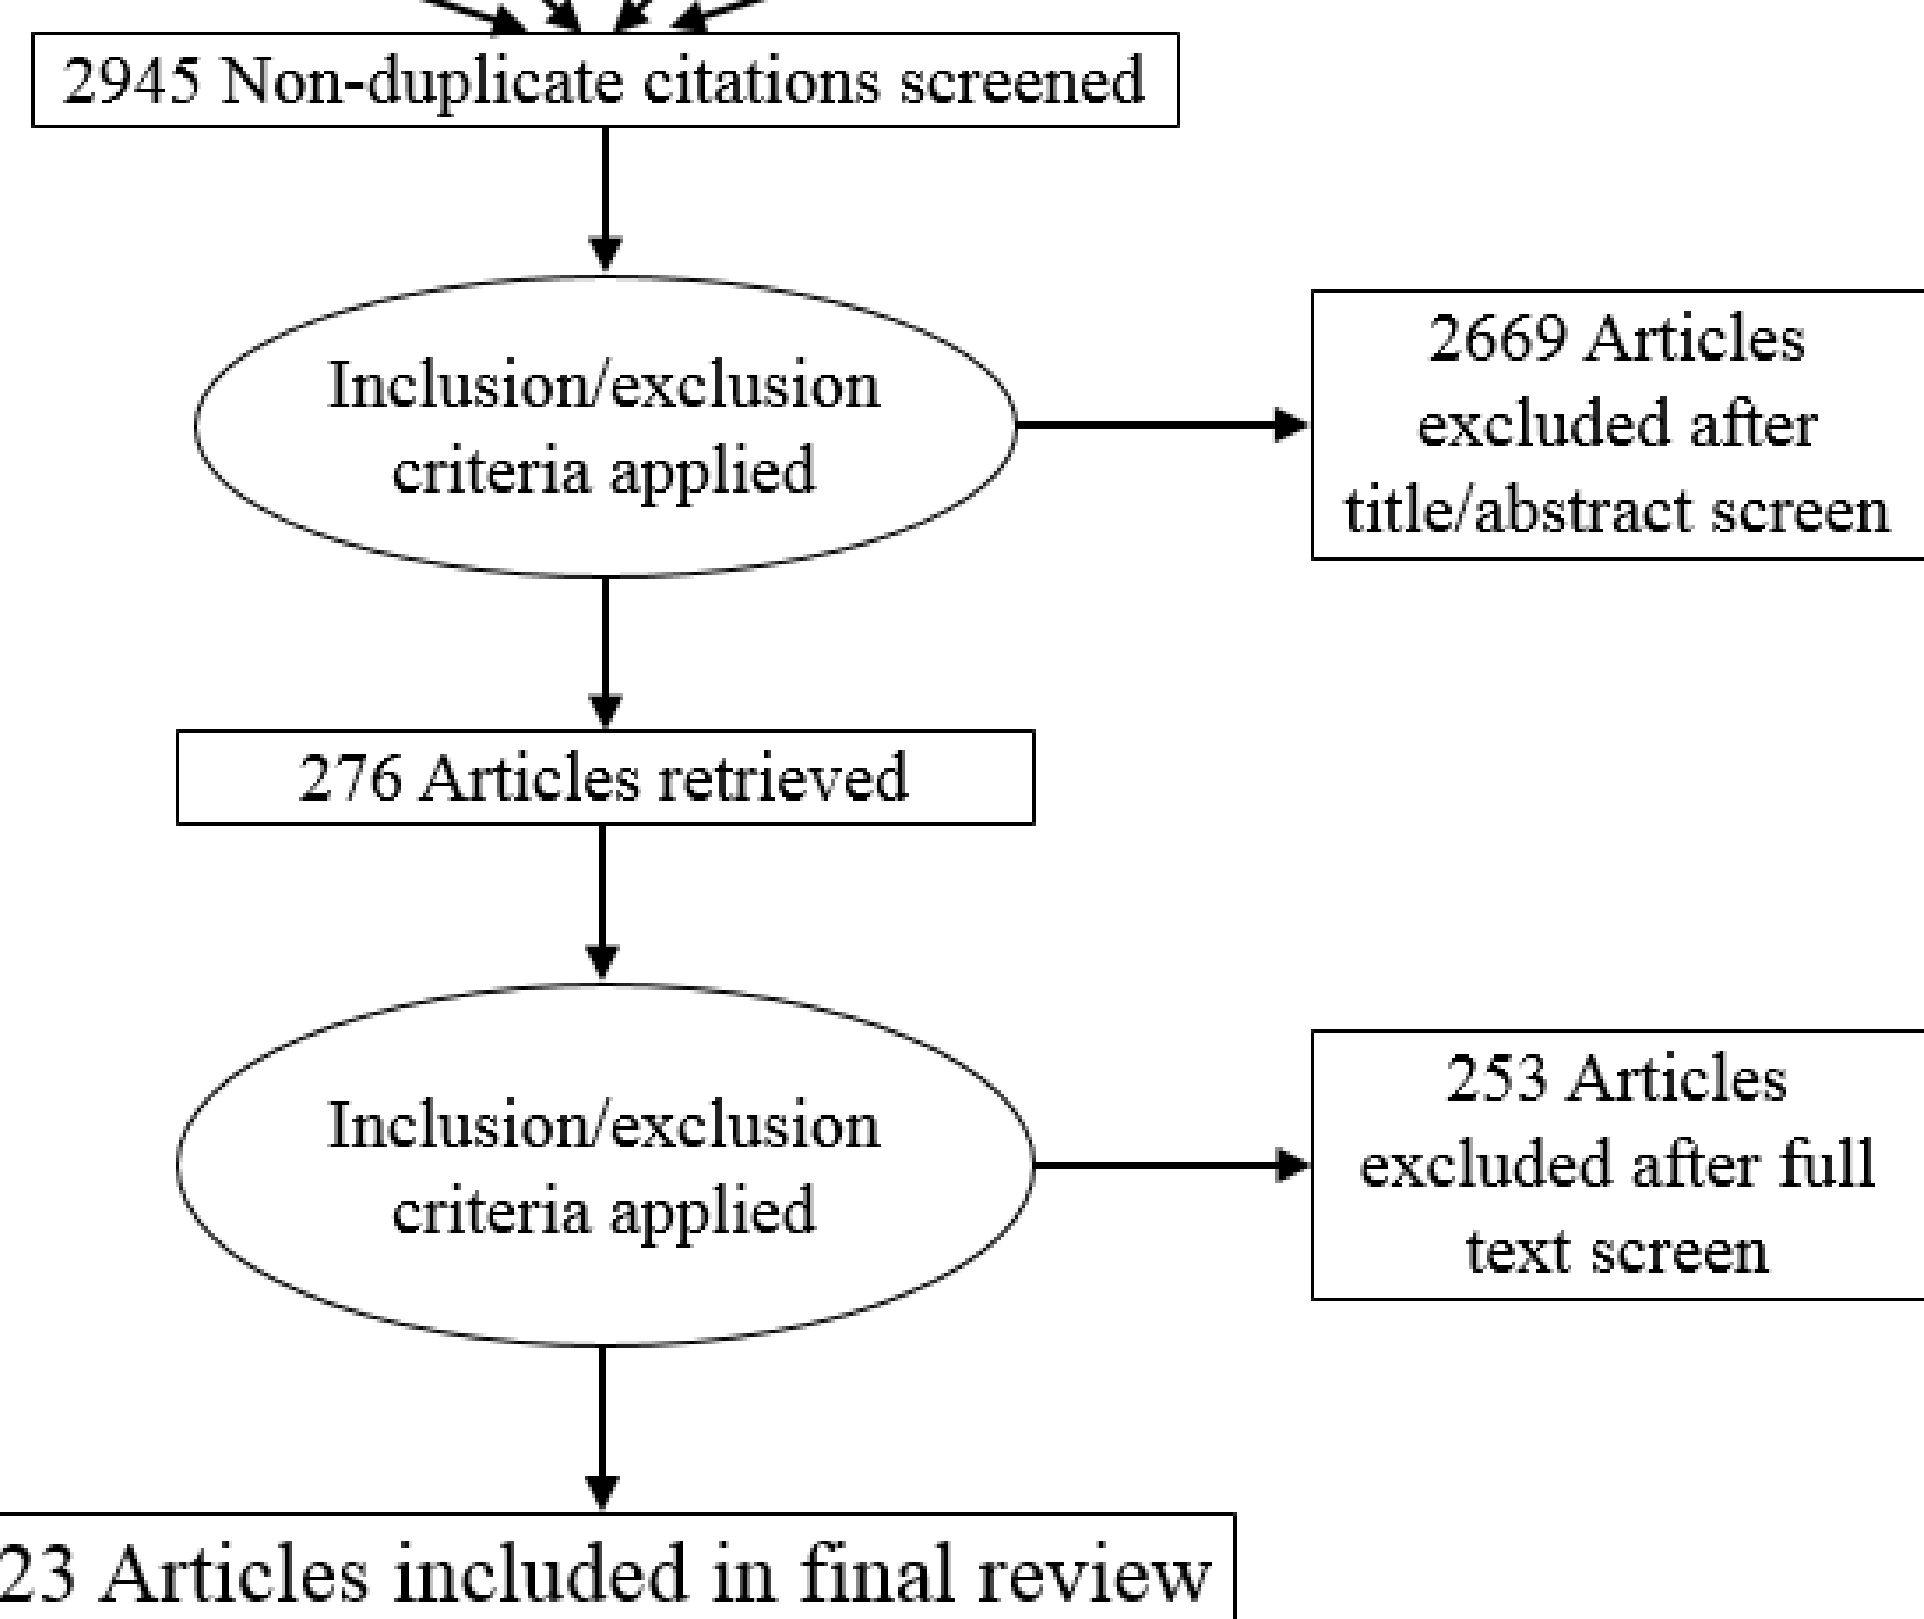 2945 Non-duplicate citations screened
Inclusion/exclusion
criteria applied
2669 Articles
excluded after
title/abstract screen
276 Articles retrieved
Inclusion/exclusion
criteria applied
253 Articles
excluded after full
text screen
23 Articles included in final review